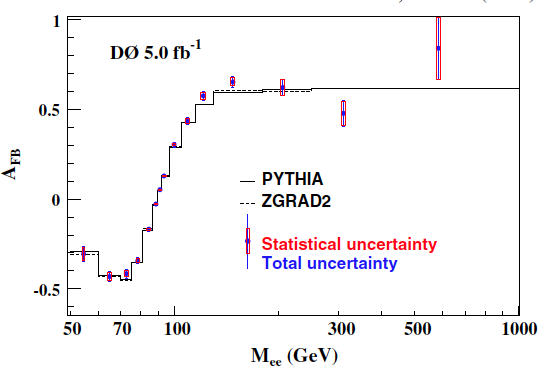 1
DØ 5.0 fb-1
0.5
AFB
PYTHIA
0
ZGRAD2
Statistical uncertainty
Total uncertainty
-0.5
50 70 100 300 500 1000
Mee (GeV)